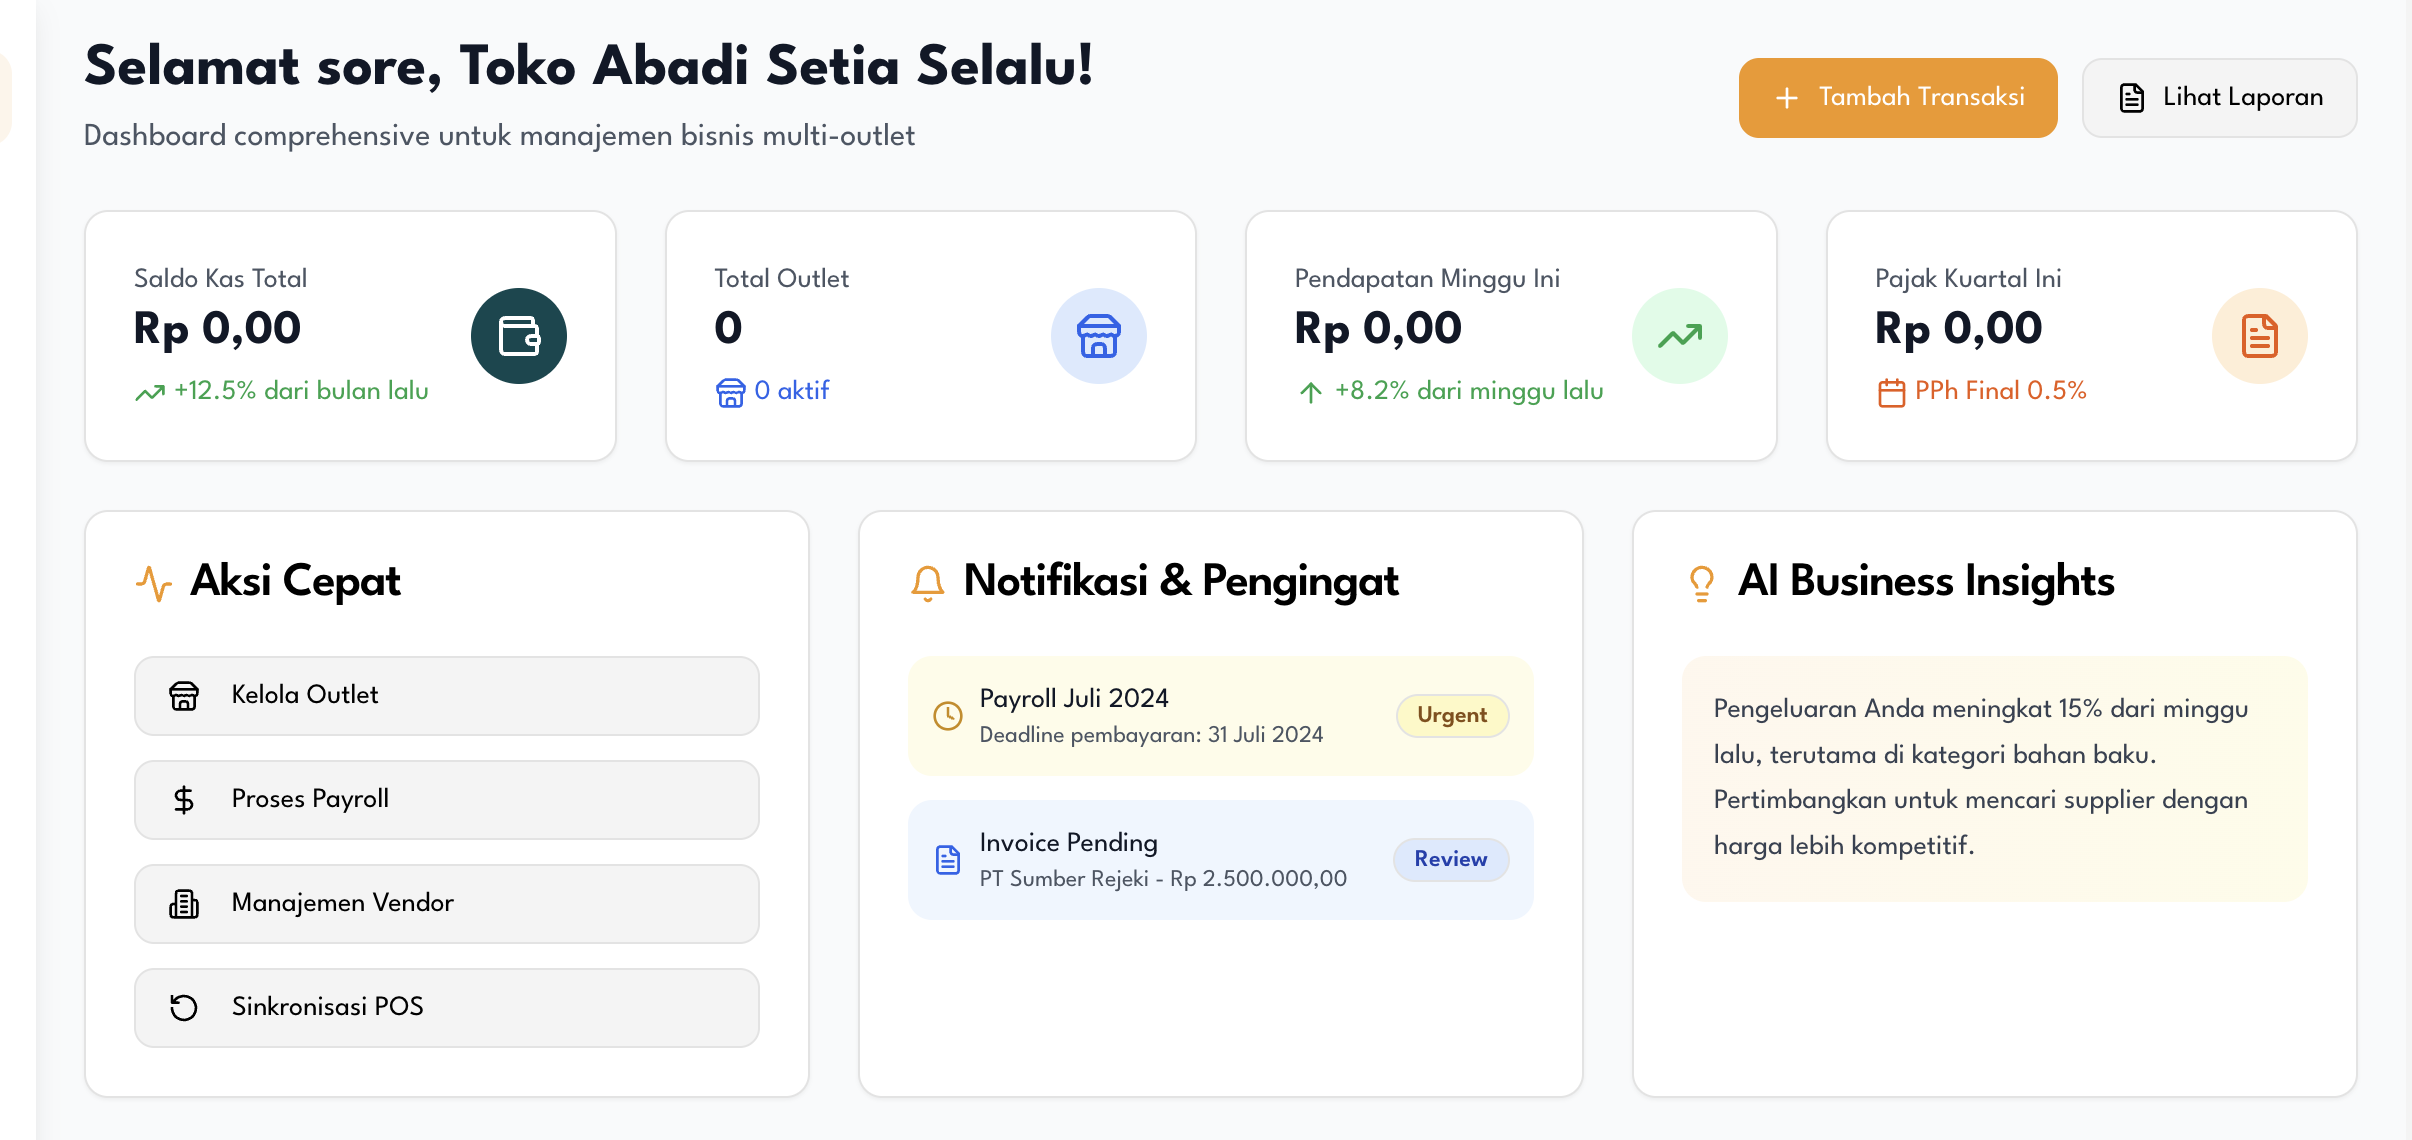 Selamat sore, Toko Abadi Setia Selalu!
Dashboard comprehensive untuk manajemen bisnis multi-outlet
Tambah Transaksi
Lihat Laporan
Saldo Kas Total
Rp 0,00
+12.5% dari bulan lalu
Total Outlet
0
0 aktif
Pendapatan Minggu Ini
Rp 0,00
+8.2% dari minggu lalu
Pajak Kuartal Ini
Rp 0,00
PPh Final 0.5%
Aksi Cepat
Kelola Outlet
Proses Payroll
Manajemen Vendor
Sinkronisasi POS
Notifikasi & Pengingat
Payroll Juli 2024
Deadline pembayaran: 31 Juli 2024
Urgent
Invoice Pending
PT Sumber Rejeki - Rp 2.500.000,00
Review
AI Business Insights
Pengeluaran Anda meningkat 15% dari minggu
lalu, terutama di kategori bahan baku.
Pertimbangkan untuk mencari supplier dengan
harga lebih kompetitif.